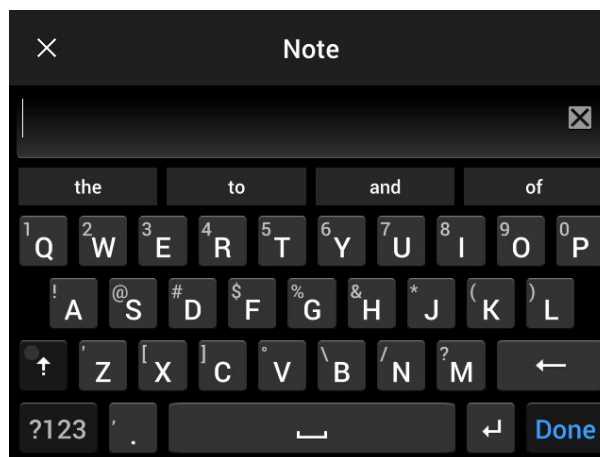 Note
the to and of
1Q 2W 3E 4R 5T 6Y 7U 8I 9O 0P
!A @S #D $F %G &H *J (K )L
'Z [X ]C °V \B /N ?M
?123 ' . Done